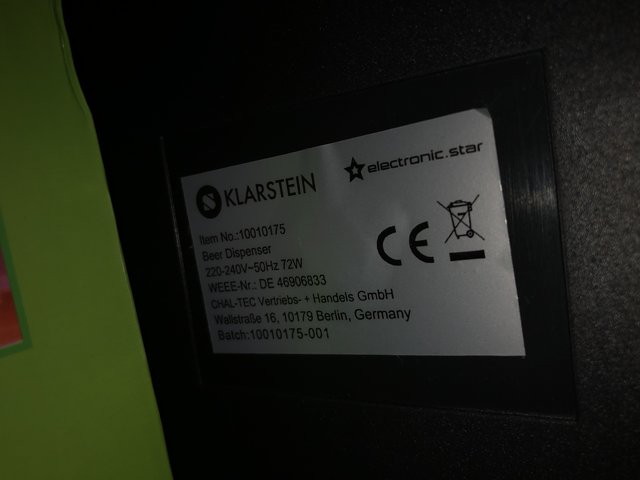 KLARSTEIN
electronic.star
Item No.:10010175
Beer Dispenser
220-240V~50Hz 72W
WEEE-Nr.: DE 46906833
CHAL-TEC Vertriebs- + Handels GmbH
Wallstraße 16, 10179 Berlin, Germany
Batch:10010175-001
CE